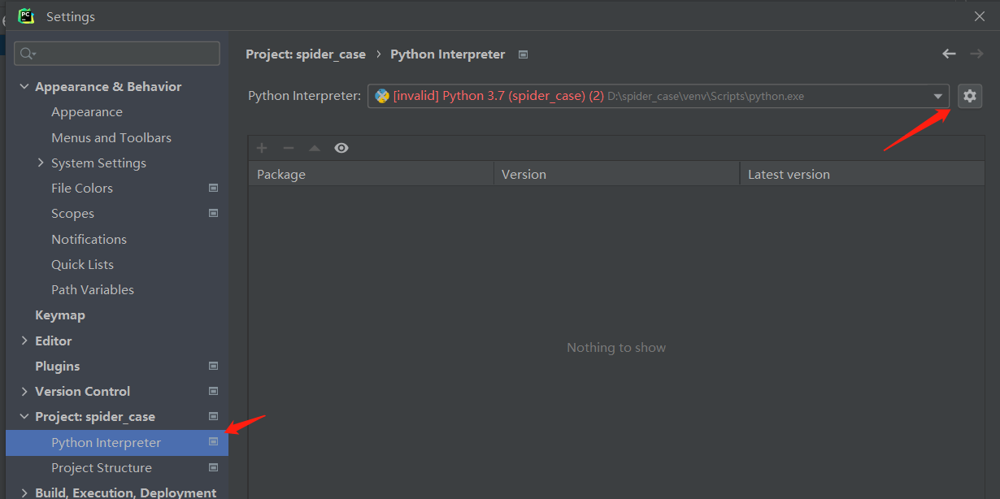 Settings
Appearance & Behavior
Appearance
Menus and Toolbars
System Settings
File Colors
Scopes
Notifications
Quick Lists
Path Variables
Keymap
Editor
Plugins
Version Control
Project: spider_case
Python Interpreter
Project Structure
Build, Execution, Deployment
Project: spider_case › Python Interpreter
Python Interpreter: [invalid] Python 3.7 (spider_case) (2) D:\spider_case\venv\Scripts\python.exe
Package Version Latest version
Nothing to show